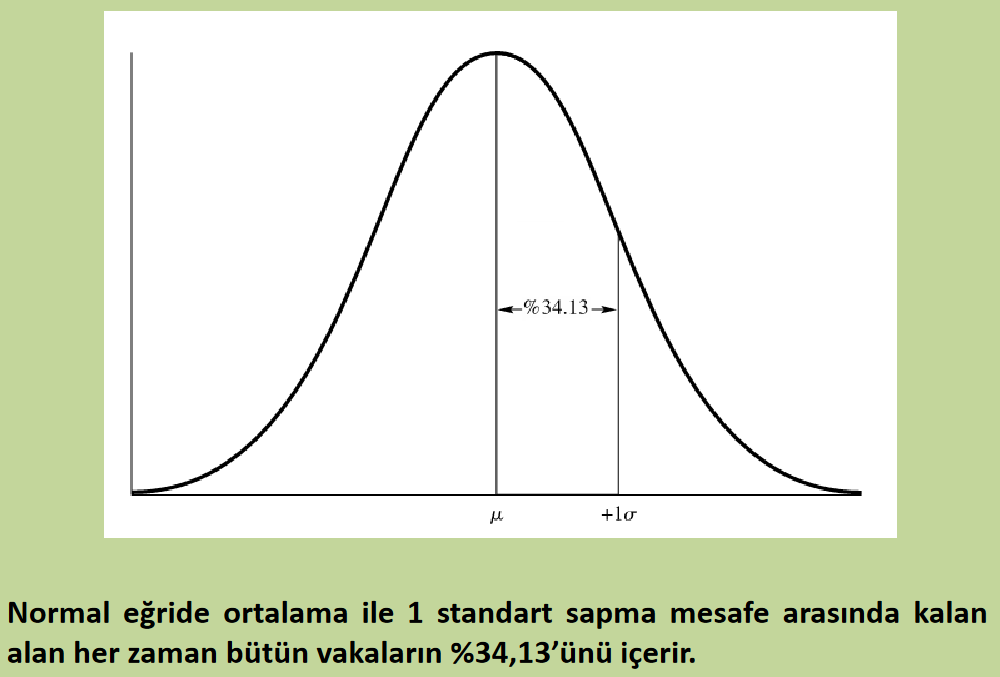 %34.13
μ
+1σ
Normal eğride ortalama ile 1 standart sapma mesafe arasında kalan
alan her zaman bütün vakaların %34,13’ünü içerir.